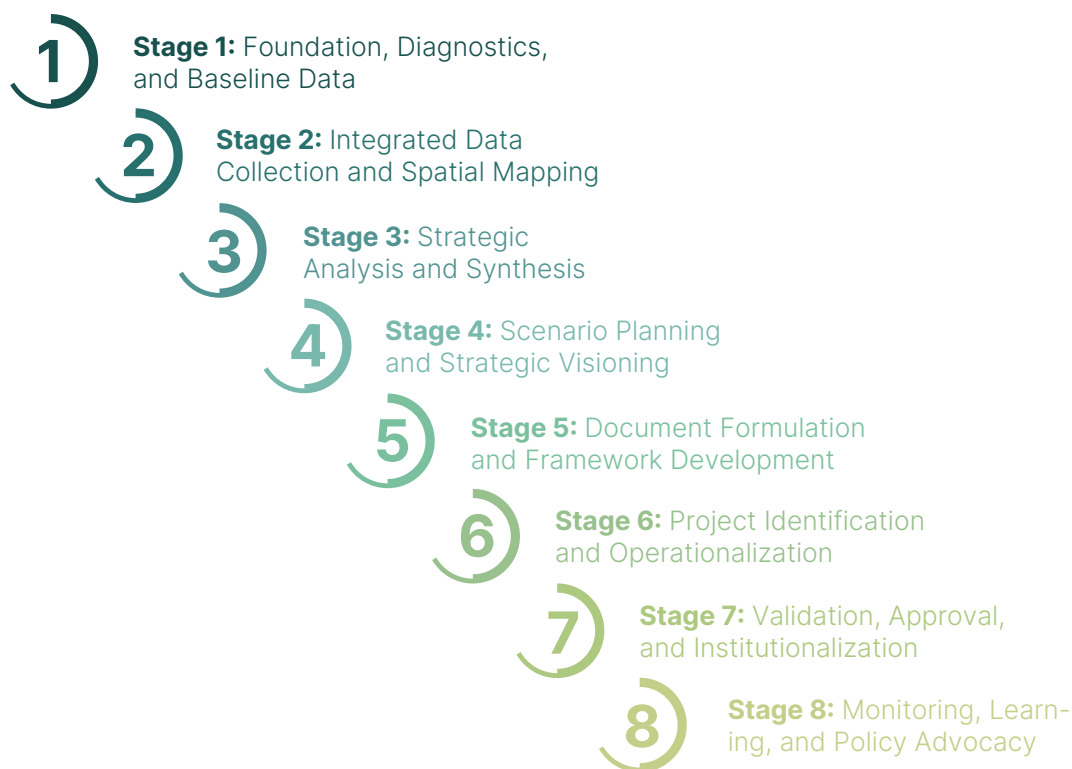 1
Stage 1: Foundation, Diagnostics,
and Baseline Data
2
Stage 2: Integrated Data
Collection and Spatial Mapping
3
Stage 3: Strategic
Analysis and Synthesis
4
Stage 4: Scenario Planning
and Strategic Visioning
5
Stage 5: Document Formulation
and Framework Development
6
Stage 6: Project Identification
and Operationalization
7
Stage 7: Validation, Approval,
and Institutionalization
8
Stage 8: Monitoring, Learn-
ing, and Policy Advocacy